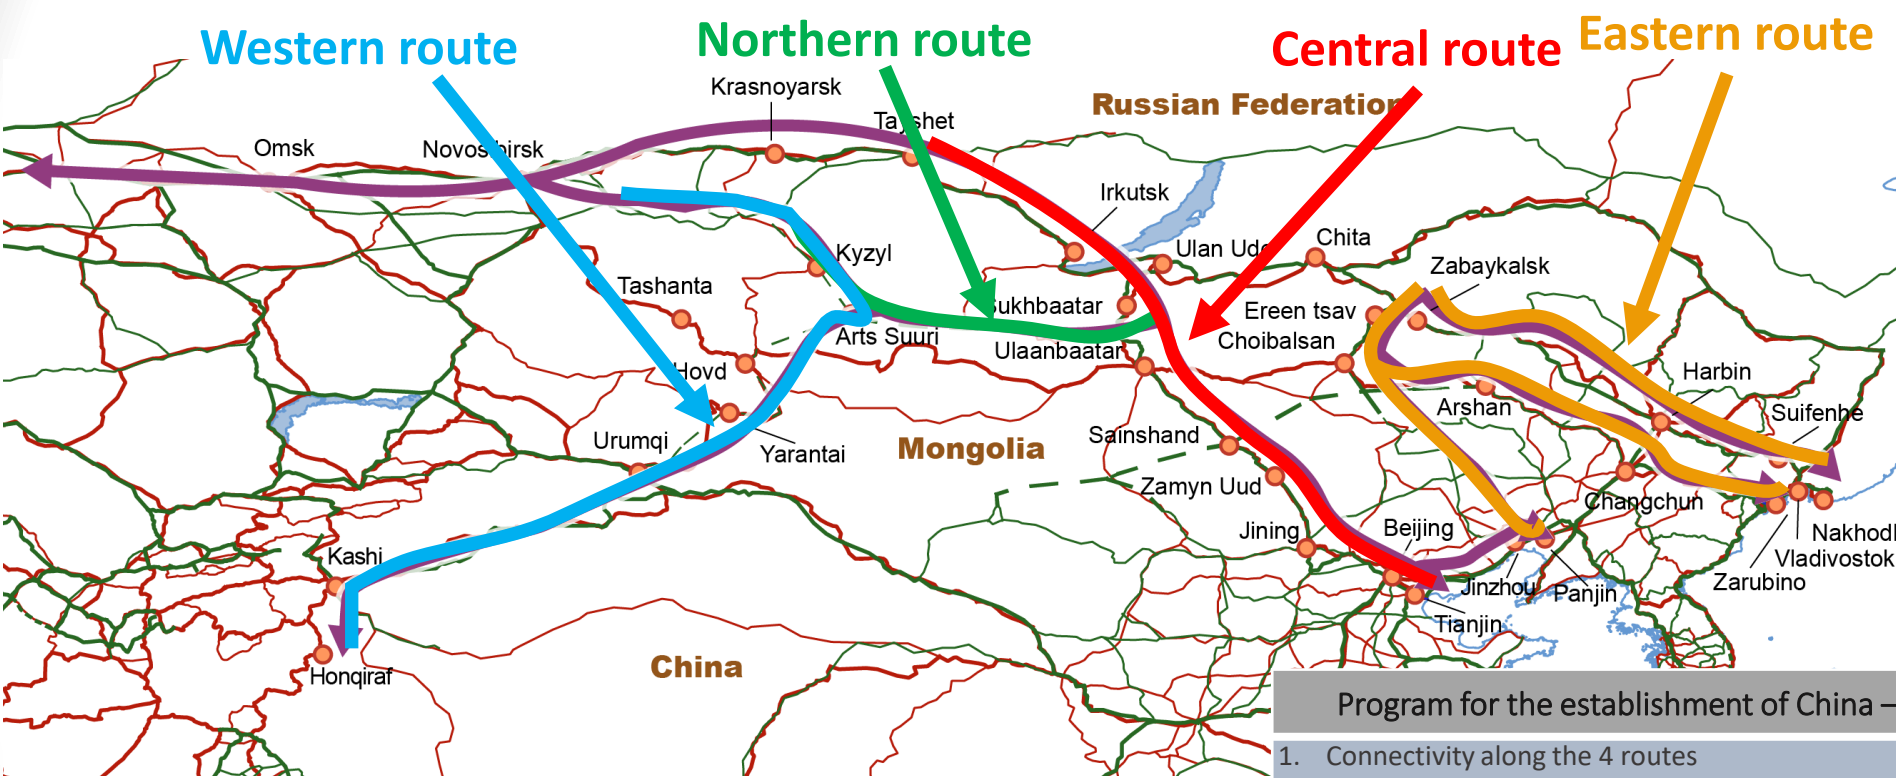 Western route
Northern route
Central route
Eastern route
Krasnoyarsk
Russian Federation
Tayshet
Omsk
Novosibirsk
Irkutsk
Ulan Ude
Chita
Kyzyl
Zabaykalsk
Tashanta
Sukhbaatar
Ereen tsav
Arts Suuri
Choibalsan
Ulaanbaatar
Hovd
Harbin
Arshan
Suifenhe
Urumqi
Yarantai
Mongolia
Sainshand
Zamyn Uud
Changchun
Jining
Beijing
Nakhod
Vladivostok
Kashi
Jinzhou
Panjin
Zarubino
Tianjin
China
Honqiraf
Program for the establishment of China –
1. Connectivity along the 4 routes